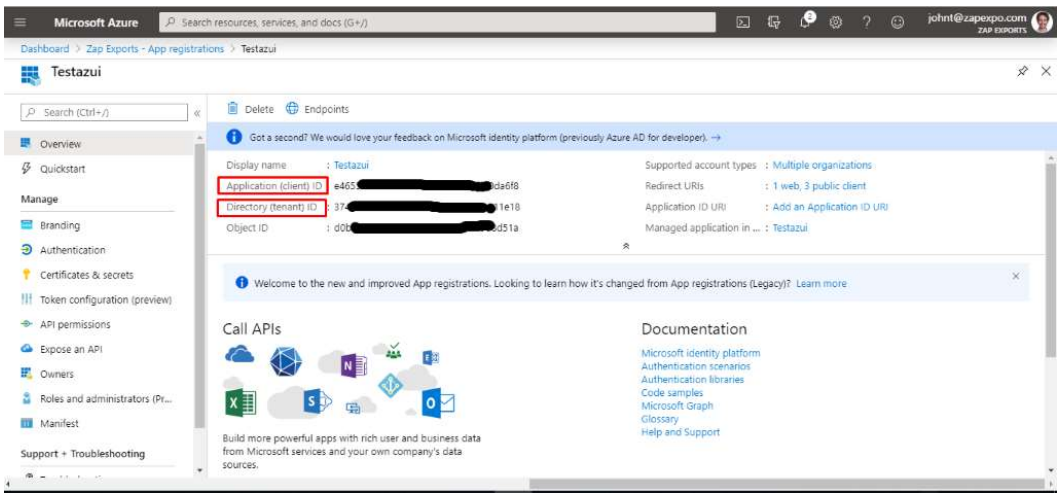 Microsoft Azure
Search resources, services, and docs (G+/)
2
johnt@zapexpo.com
ZAP EXPORTS
Dashboard > Zap Exports - App registrations > Testazui
Testazui
Search (Ctrl+/)
Delete
Endpoints
Got a second? We would love your feedback on Microsoft identity platform (previously Azure AD for developer). →
Overview
Quickstart
Manage
Branding
Authentication
Certificates & secrets
Token configuration (preview)
API permissions
Expose an API
Owners
Roles and administrators (Pr...
Manifest
Support + Troubleshooting
Display name : Testazui
Application (client) ID : e465 da6f8
Directory (tenant) ID : 374 11e18
Object ID : d0b d51a
Supported account types : Multiple organizations
Redirect URIs : 1 web, 3 public client
Application ID URI : Add an Application ID URI
Managed application in ... : Testazui
Welcome to the new and improved App registrations. Looking to learn how it's changed from App registrations (Legacy)? Learn more
Call APIs
Build more powerful apps with rich user and business data
from Microsoft services and your own company's data
sources.
Documentation
Microsoft identity platform
Authentication scenarios
Authentication libraries
Code samples
Microsoft Graph
Glossary
Help and Support